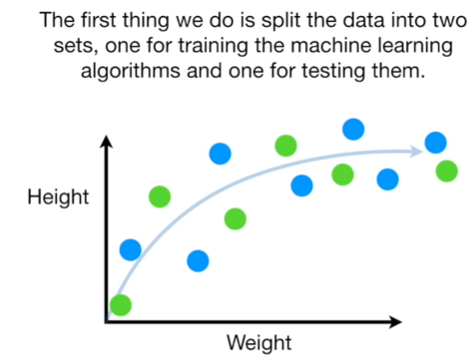 The first thing we do is split the data into two
sets, one for training the machine learning
algorithms and one for testing them.
Height
Weight